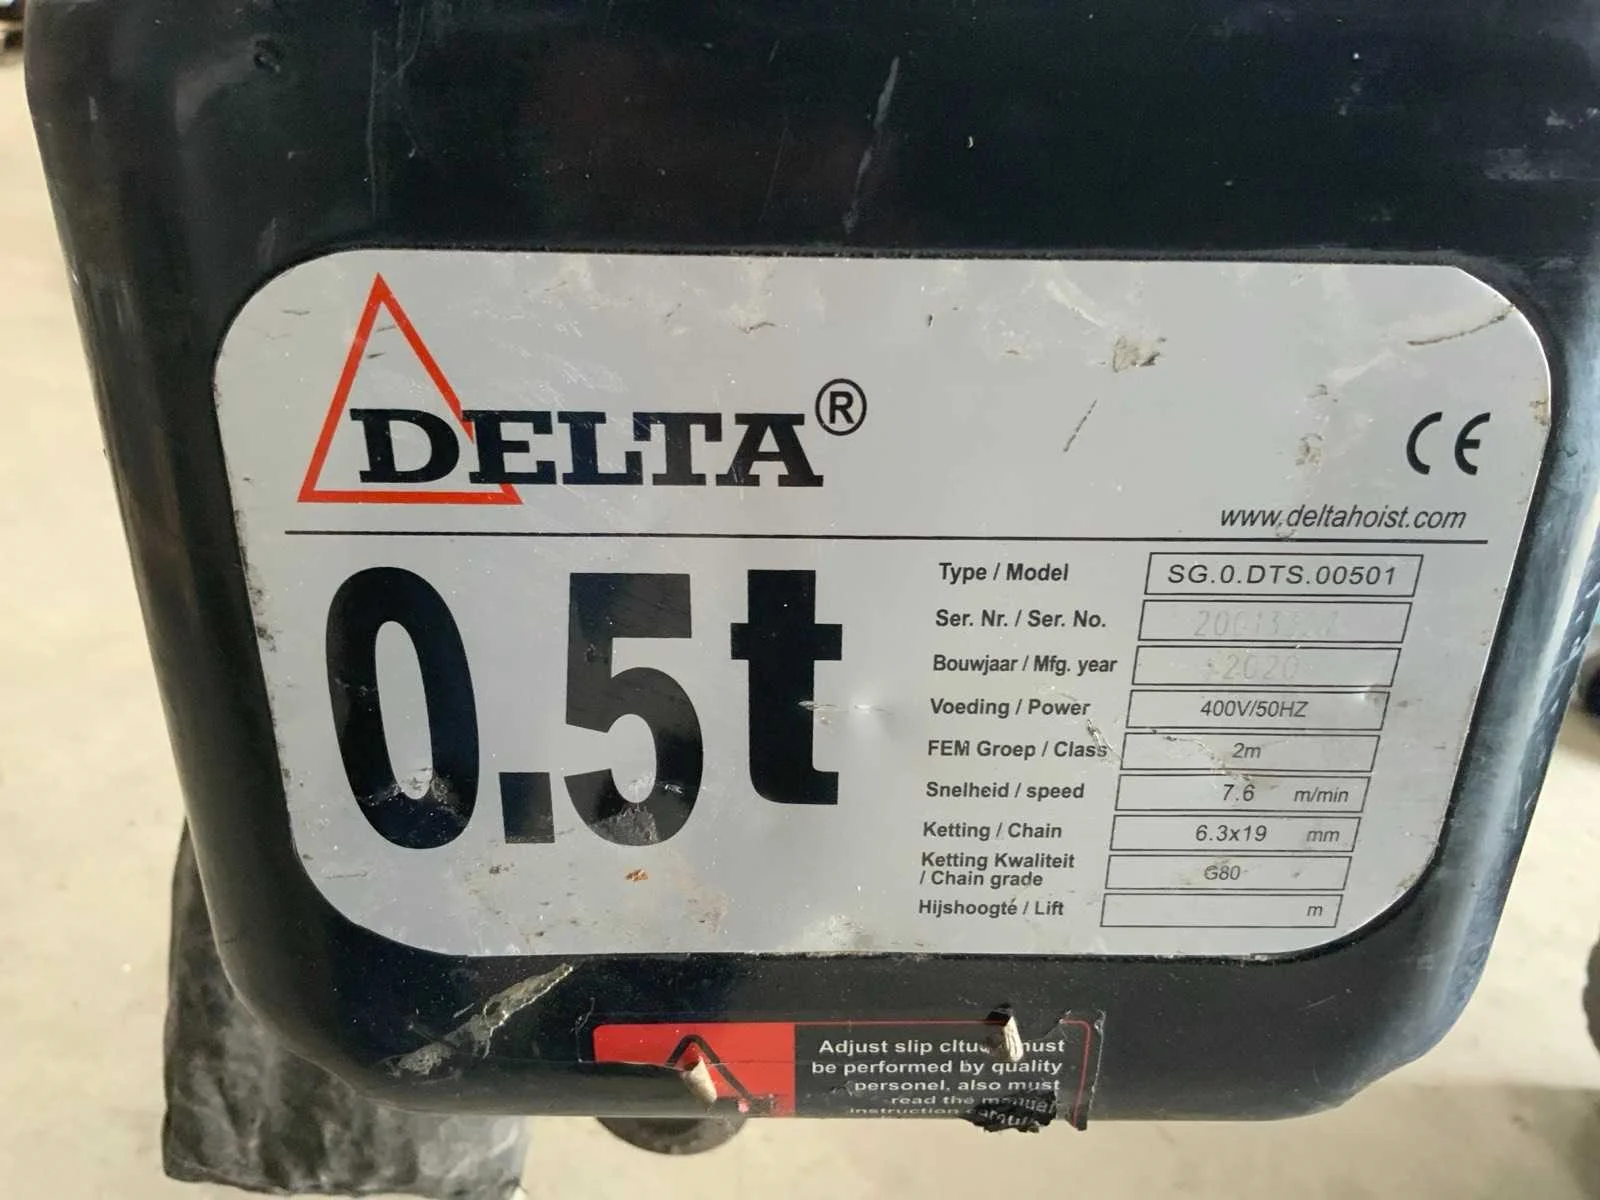 DELTA®
CE
www.deltahoist.com
0.5t
Type / Model SG.0.DTS.00501
Ser. Nr. / Ser. No.
Bouwjaar / Mfg. year 2020
Voeding / Power 400V/50HZ
FEM Groep / Class 2m
Snelheid / speed 7.6 m/min
Ketting / Chain 6.3x19 mm
Ketting Kwaliteit
/ Chain grade G80
Hijshoogte / Lift m
Adjust slip must
be performed by quality
personel, also must
read the manual
instruction